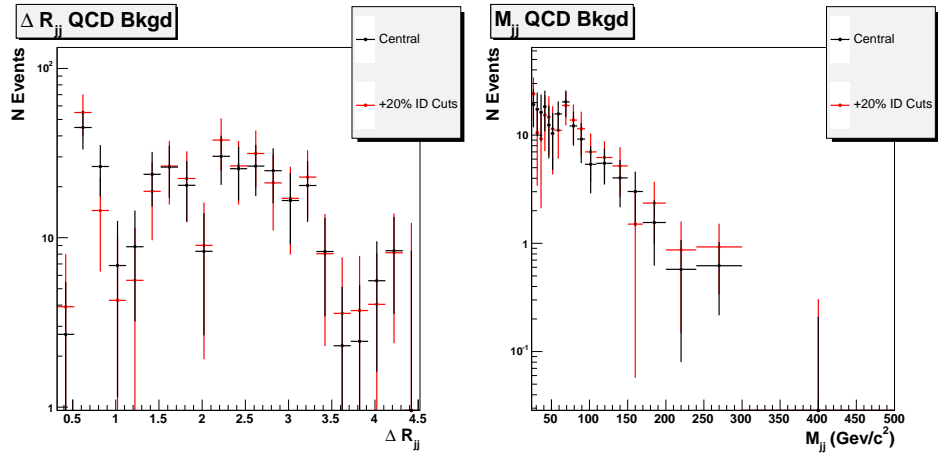 Δ R_jj QCD Bkgd
Central
+20% ID Cuts
N Events
10²
10
1
0.5 1 1.5 2 2.5 3 3.5 4 4.5
Δ R_jj
M_jj QCD Bkgd
Central
+20% ID Cuts
N Events
10
1
10⁻¹
50 100 150 200 250 300 350 400 450 500
M_jj (Gev/c²)